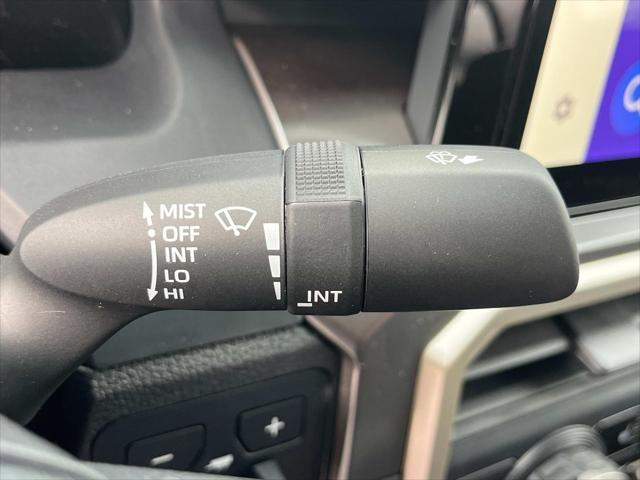 MIST
OFF
INT
LO
HI
INT
+
-